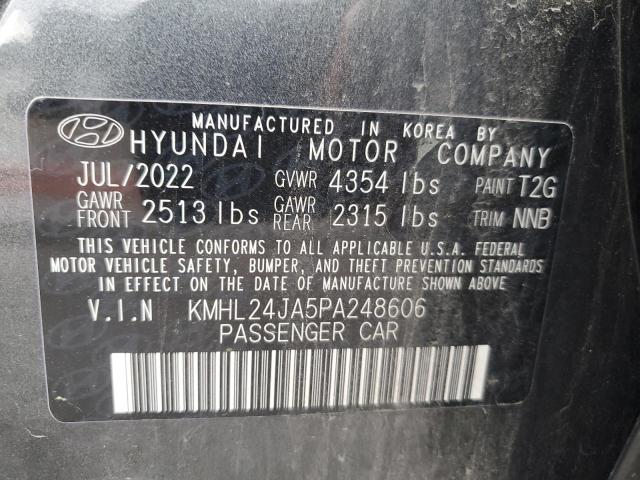 MANUFACTURED IN KOREA BY
HYUNDAI MOTOR COMPANY
JUL/2022 GVWR 4354 lbs PAINT T2G
GAWR FRONT 2513 lbs GAWR REAR 2315 lbs TRIM NNB
THIS VEHICLE CONFORMS TO ALL APPLICABLE U.S.A. FEDERAL
MOTOR VEHICLE SAFETY, BUMPER, AND THEFT PREVENTION STANDARDS
IN EFFECT ON THE DATE OF MANUFACTURE SHOWN ABOVE.
V.I.N KMHL24JA5PA248606
PASSENGER CAR